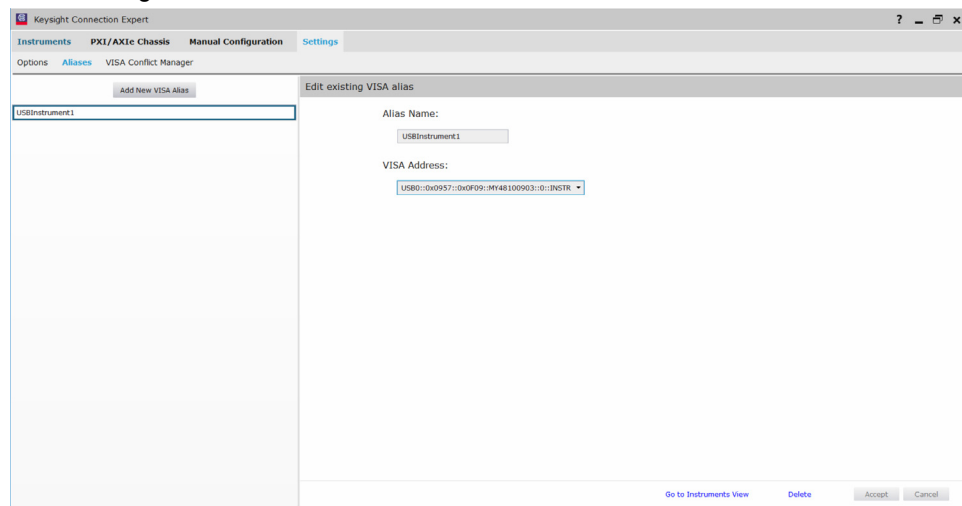 Keysight Connection Expert
? _ x
Instruments PXI/AXIe Chassis Manual Configuration Settings
Options Aliases VISA Conflict Manager
Add New VISA Alias
Edit existing VISA alias
USBInstrument1
Alias Name:
USBInstrument1
VISA Address:
USB0::0x0957::0x0F09::MY48100903::0::INSTR
Go to Instruments View Delete Accept Cancel